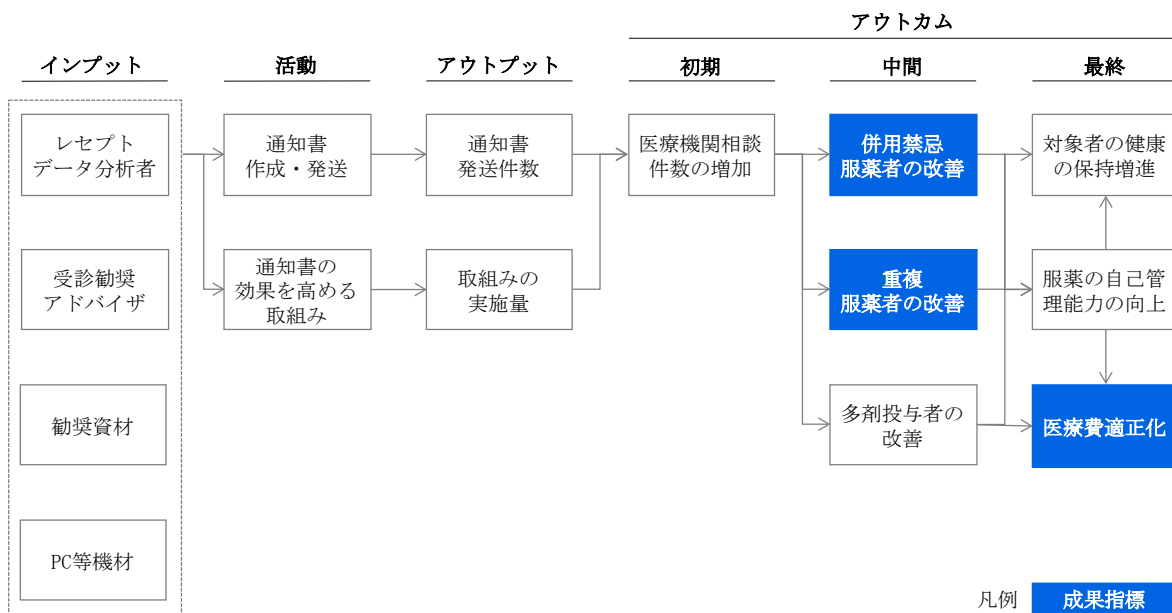 アウトカム
インプット
活動
アウトプット
初期
中間
最終
レセプト
データ分析者
通知書
作成・発送
通知書
発送件数
医療機関相談
件数の増加
併用禁忌
服薬者の改善
対象者の健康
の保持増進
受診勧奨
アドバイザ
通知書の
効果を高める
取組み
取組みの
実施量
重複
服薬者の改善
服薬の自己管
理能力の向上
勧奨資材
多剤投与者の
改善
医療費適正化
PC等機材
凡例
成果指標